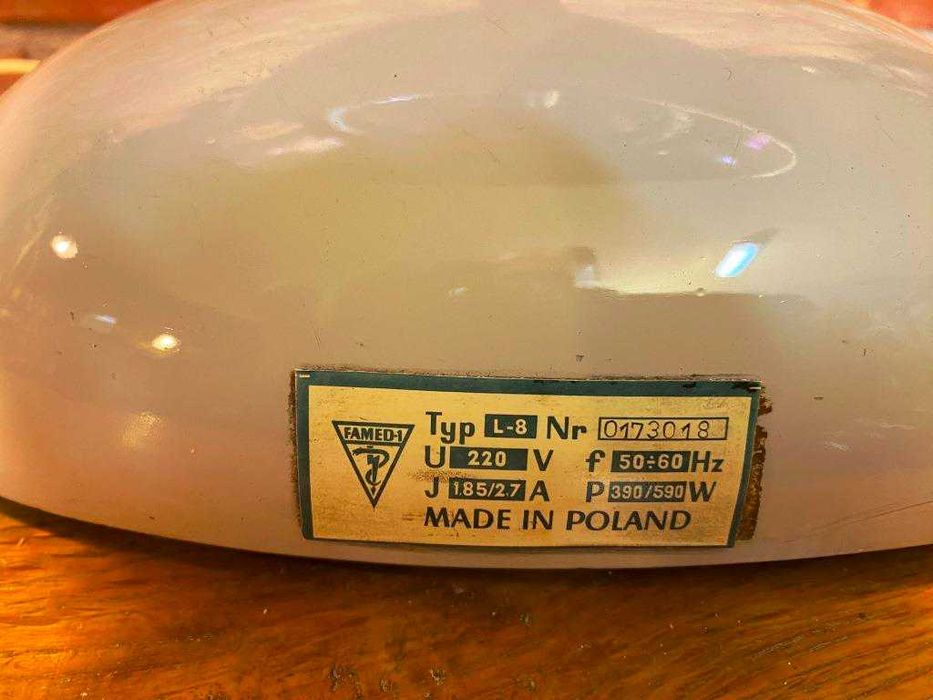 FAMED-1
Typ L-8 Nr 0173018
U 220 V f 50÷60 Hz
J 1.85/2.7 A P 390/590 W
MADE IN POLAND